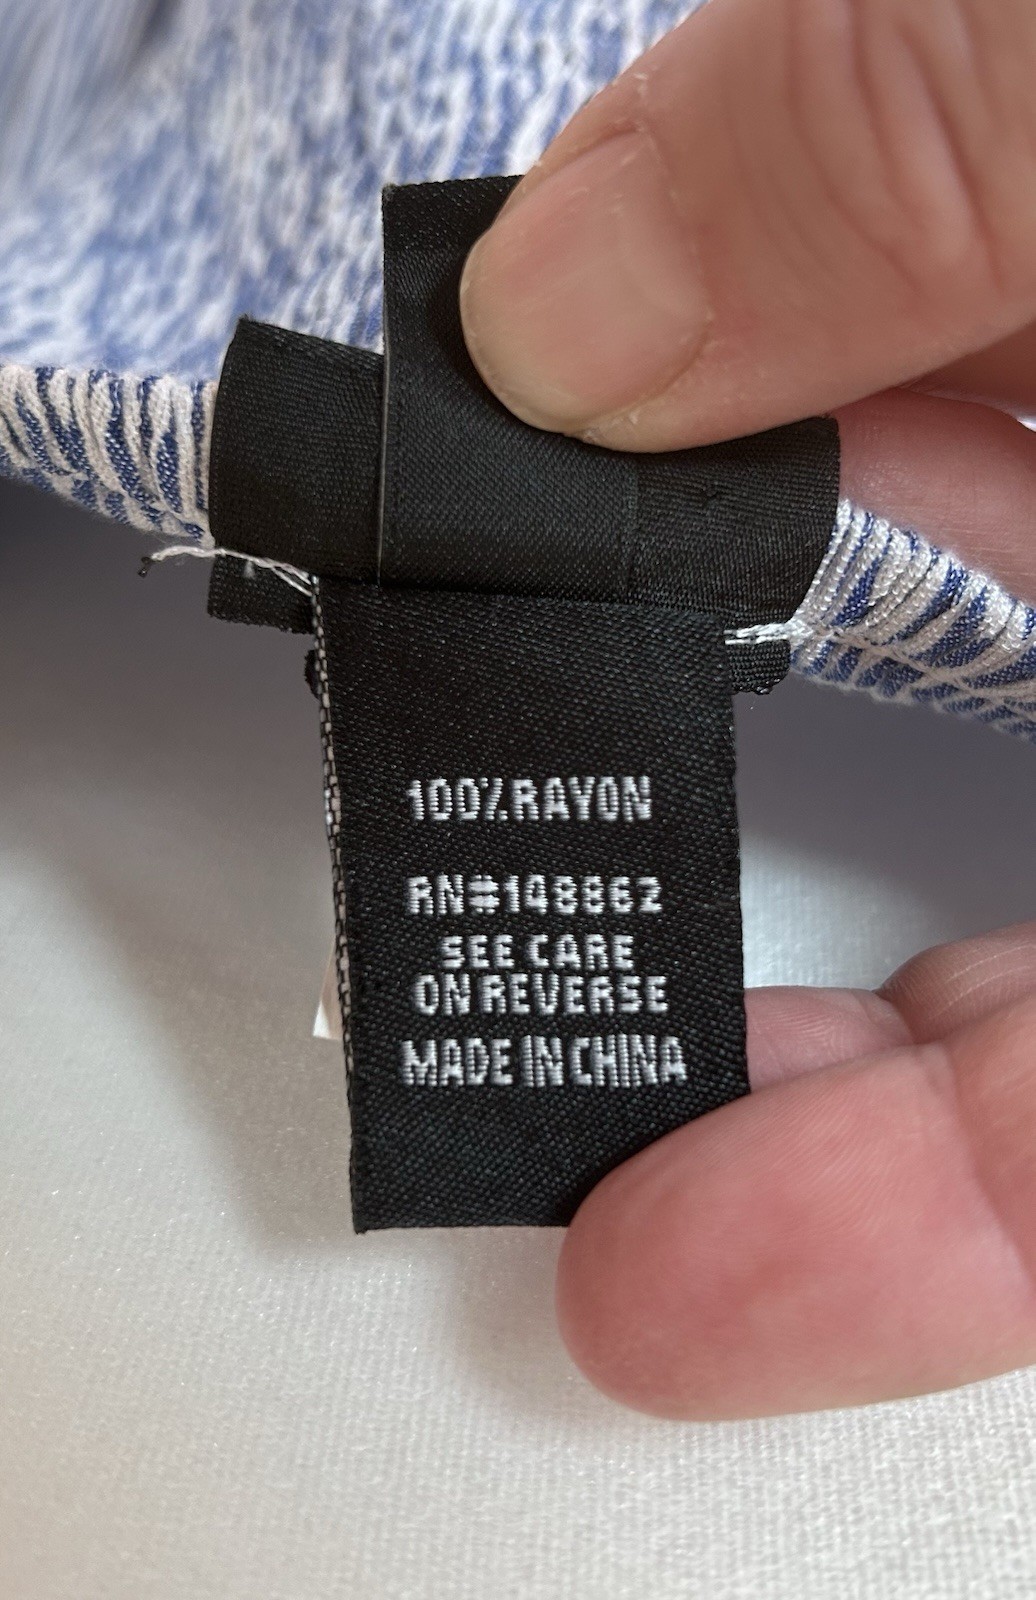 100% RAYON
RN#148862
SEE CARE
ON REVERSE
MADE IN CHINA